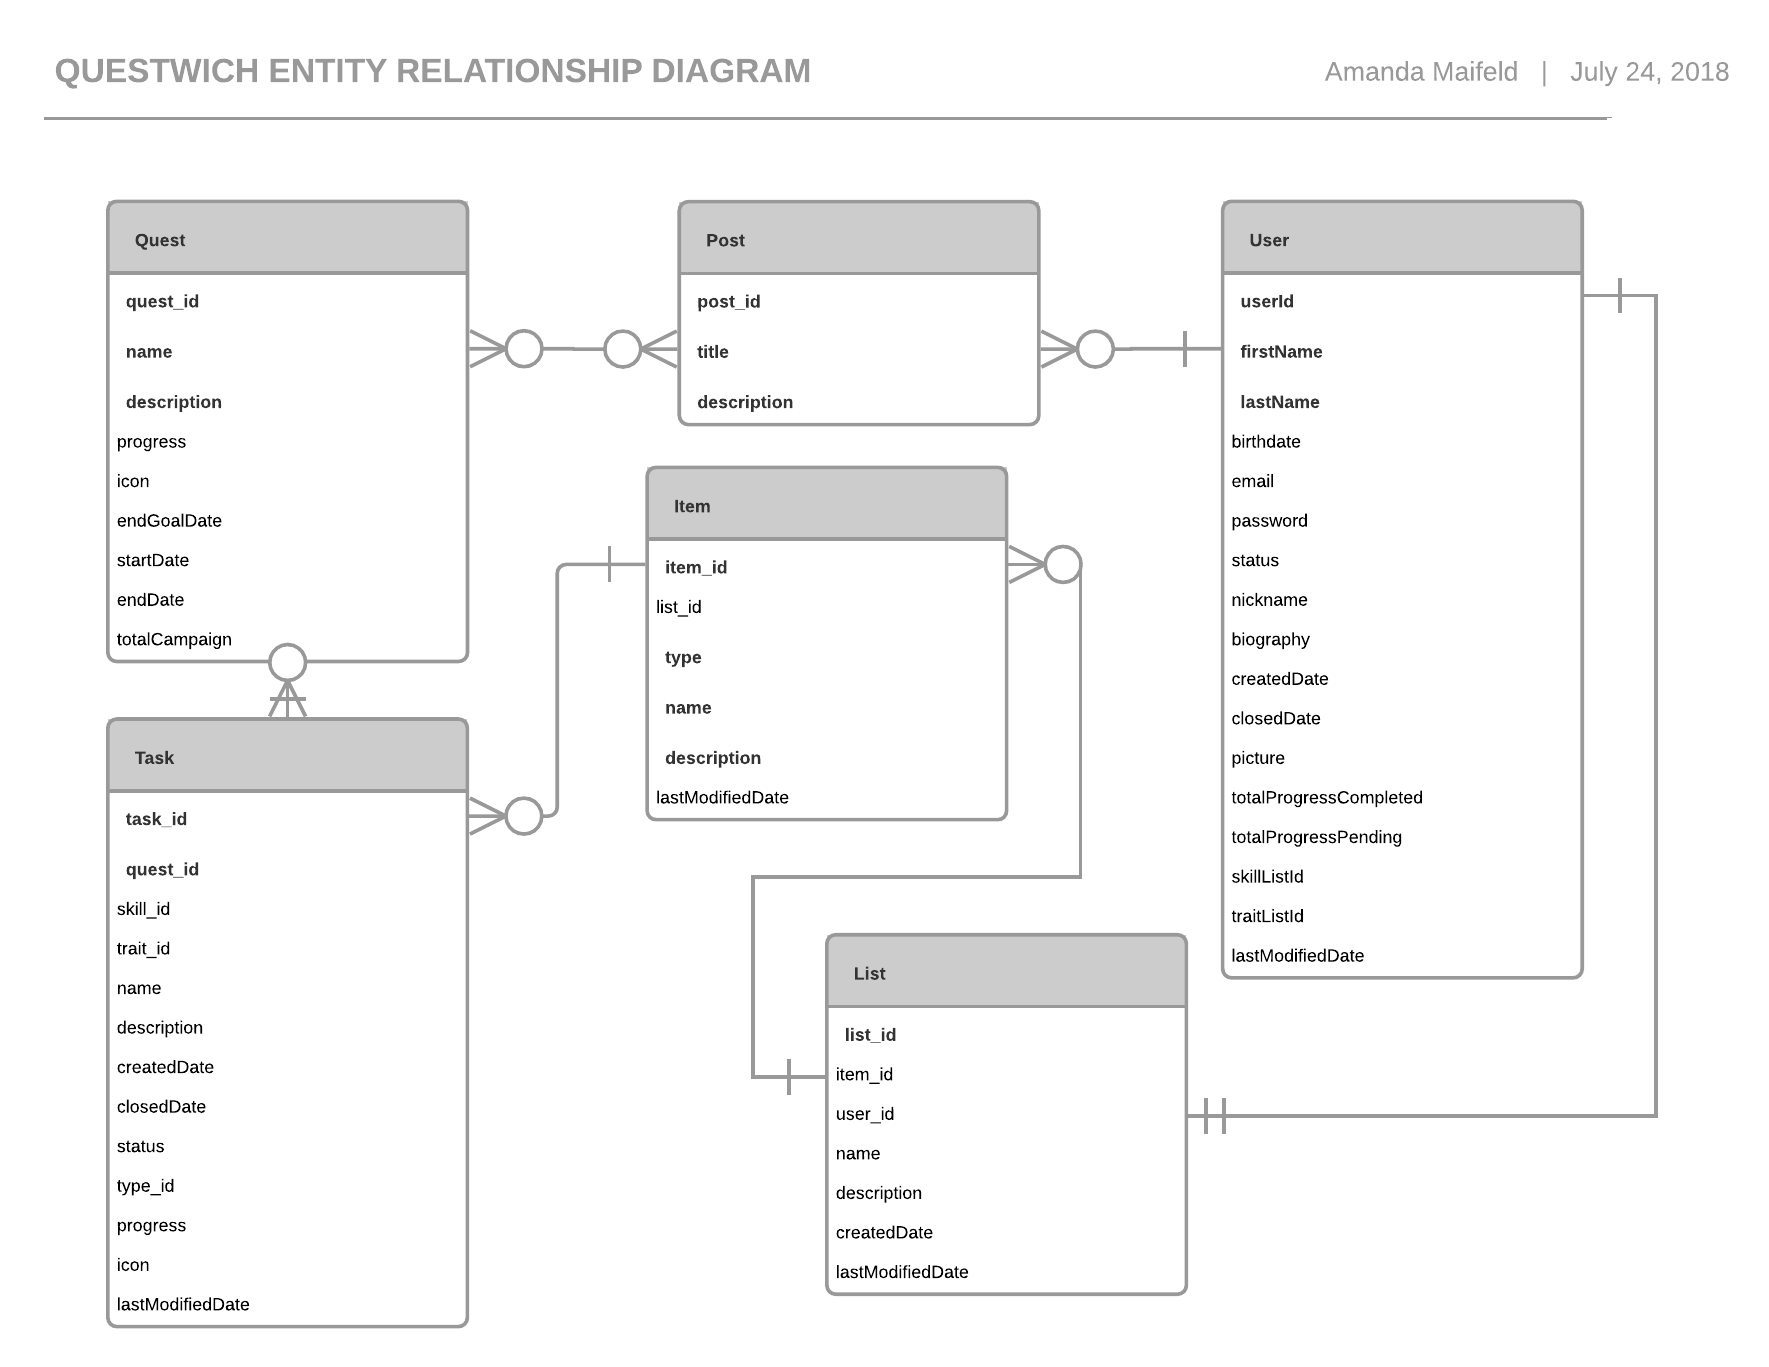 QUESTWICH ENTITY RELATIONSHIP DIAGRAM
Amanda Maifeld | July 24, 2018
Quest
quest_id
name
description
progress
icon
endGoalDate
startDate
endDate
totalCampaign
Post
post_id
title
description
User
userId
firstName
lastName
birthdate
email
password
status
nickname
biography
createdDate
closedDate
picture
totalProgressCompleted
totalProgressPending
skillListId
traitListId
lastModifiedDate
Item
item_id
list_id
type
name
description
lastModifiedDate
Task
task_id
quest_id
skill_id
trait_id
name
description
createdDate
closedDate
status
type_id
progress
icon
lastModifiedDate
List
list_id
item_id
user_id
name
description
createdDate
lastModifiedDate